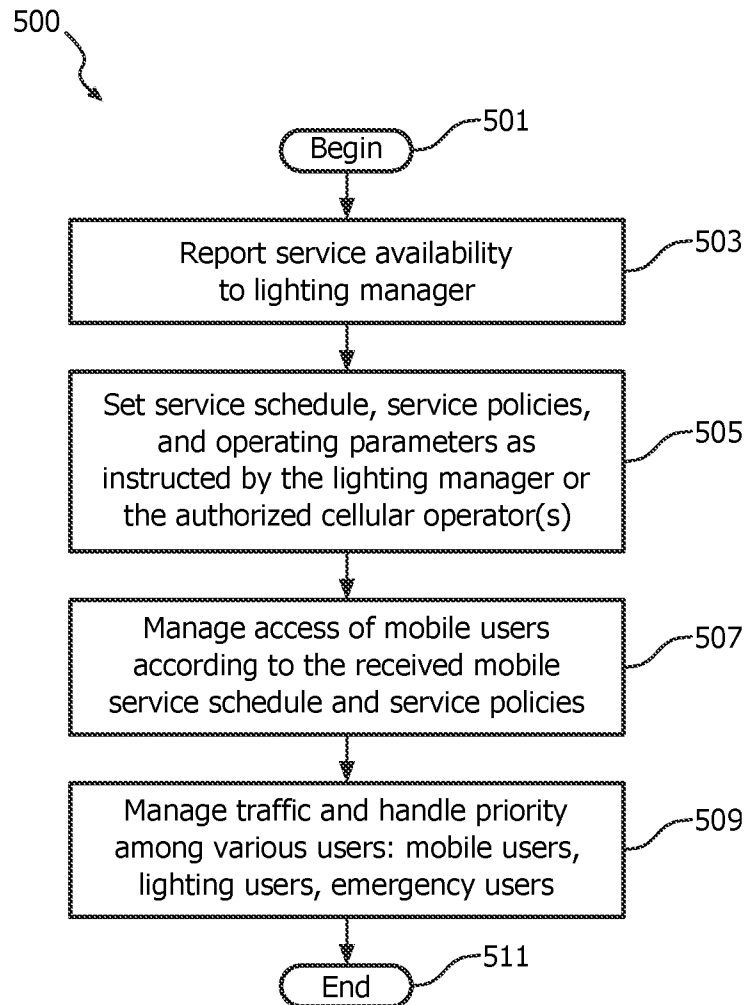 500
Begin
501
Report service availability
to lighting manager
503
Set service schedule, service policies,
and operating parameters as
instructed by the lighting manager or
the authorized cellular operator(s)
505
Manage access of mobile users
according to the received mobile
service schedule and service policies
507
Manage traffic and handle priority
among various users: mobile users,
lighting users, emergency users
509
End
511